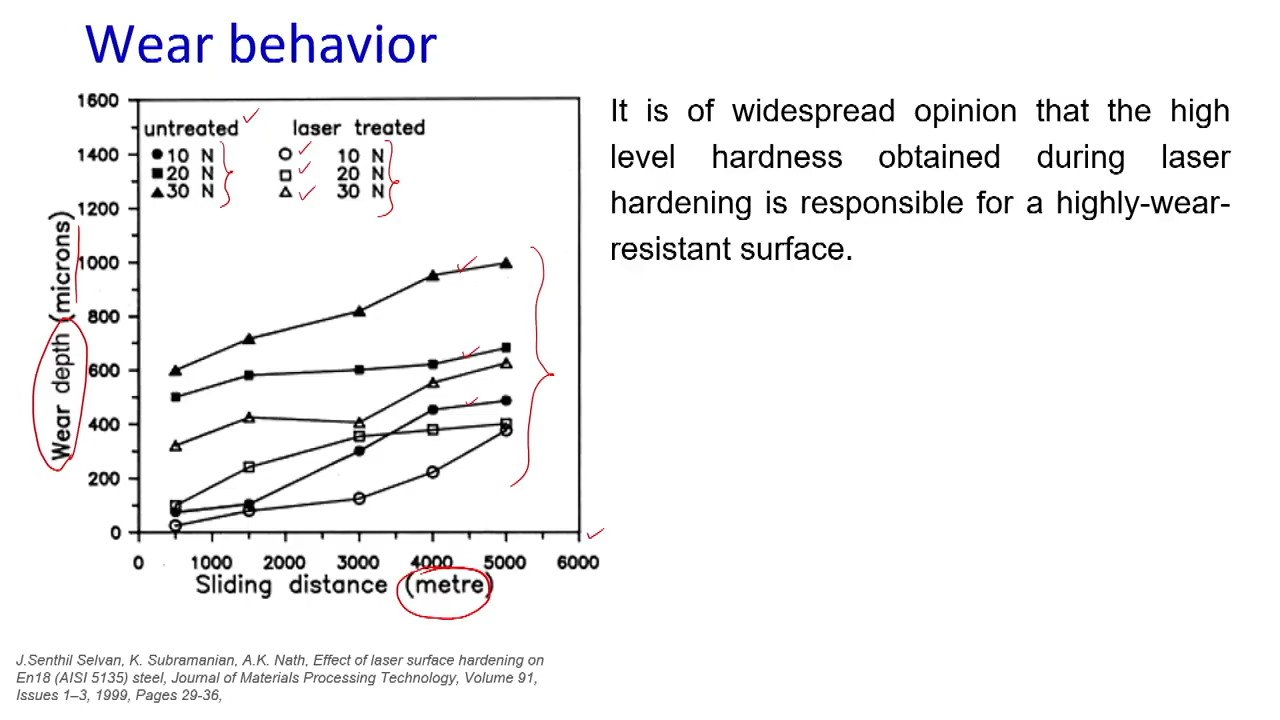 Wear behavior
1600
1400
1200
1000
800
600
400
200
0
Wear depth (microns)
untreated
laser treated
10 N
20 N
30 N
10 N
20 N
30 N
0 1000 2000 3000 4000 5000 6000
Sliding distance (metre)
It is of widespread opinion that the high
level hardness obtained during laser
hardening is responsible for a highly-wear-
resistant surface.
J.Senthil Selvan, K. Subramanian, A.K. Nath, Effect of laser surface hardening on
En18 (AISI 5135) steel, Journal of Materials Processing Technology, Volume 91,
Issues 1–3, 1999, Pages 29-36,